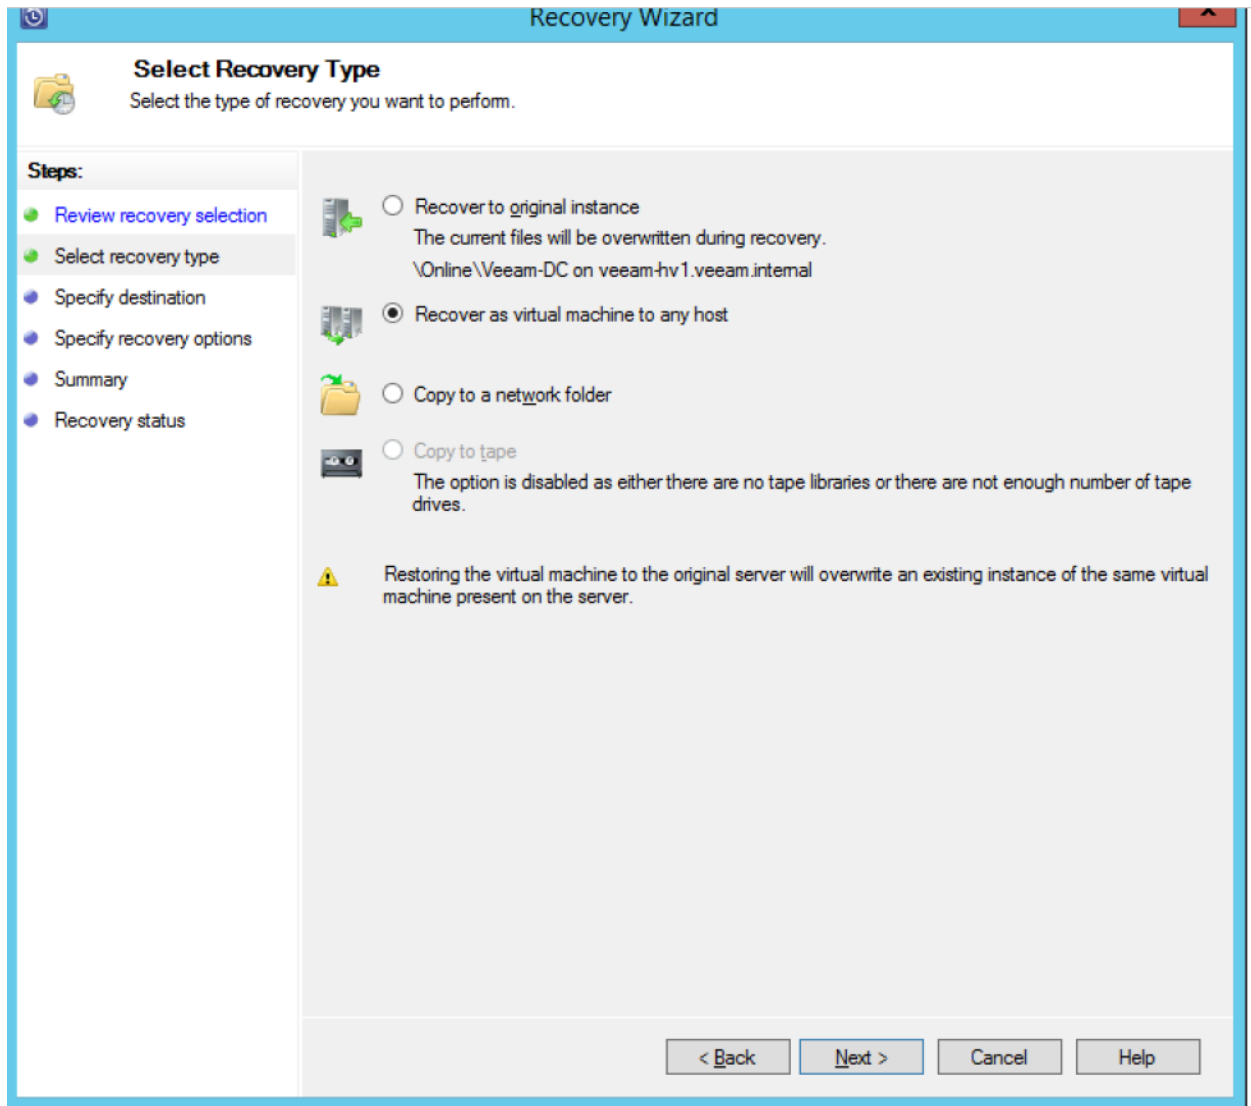 Recovery Wizard
Select Recovery Type
Select the type of recovery you want to perform.
Steps:
Review recovery selection
Select recovery type
Specify destination
Specify recovery options
Summary
Recovery status
Recover to original instance
The current files will be overwritten during recovery.
\Online\Veeam-DC on veeam-hv1.veeam.internal
Recover as virtual machine to any host
Copy to a network folder
Copy to tape
The option is disabled as either there are no tape libraries or there are not enough number of tape
drives.
Restoring the virtual machine to the original server will overwrite an existing instance of the same virtual
machine present on the server.
< Back
Next >
Cancel
Help